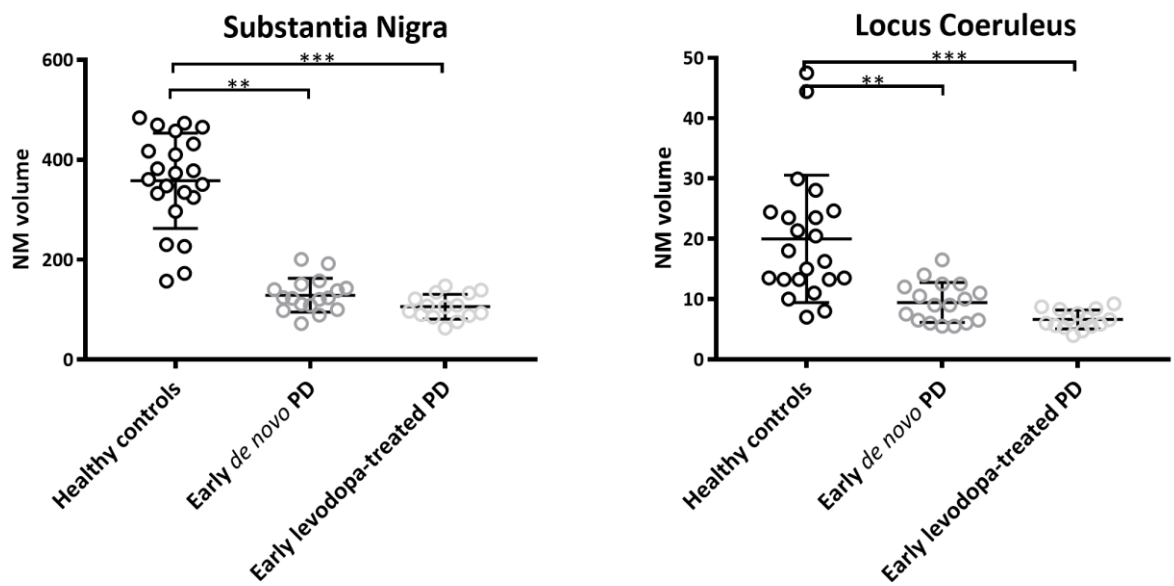 Substantia Nigra
600
400
200
0
NM volume
***
**
Healthy controls
Early de novo PD
Early levodopa-treated PD
Locus Coeruleus
50
40
30
20
10
0
NM volume
***
**
Healthy controls
Early de novo PD
Early levodopa-treated PD